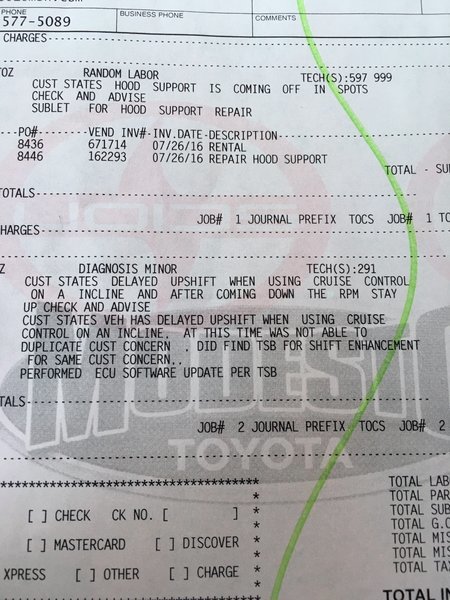 PHONE
BUSINESS PHONE
COMMENTS
577-5089
CHARGES
TOZ RANDOM LABOR TECH(S):597 999
CUST STATES HOOD SUPPORT IS COMING OFF IN SPOTS
CHECK AND ADVISE
SUBLET FOR HOOD SUPPORT REPAIR
PO# VEND INV# INV.DATE DESCRIPTION
8436 671714 07/26/16 RENTAL
8446 162293 07/26/16 REPAIR HOOD SUPPORT
TOTAL - SU
TOTALS
JOB# 1 JOURNAL PREFIX TOCS JOB# 1 TO
CHARGES
Z DIAGNOSIS MINOR TECH(S):291
CUST STATES DELAYED UPSHIFT WHEN USING CRUISE CONTROL
ON A INCLINE AND AFTER COMING DOWN THE RPM STAY
UP CHECK AND ADVISE
CUST STATES VEH HAS DELAYED UPSHIFT WHEN USING CRUISE
CONTROL ON AN INCLINE, AT THIS TIME WAS NOT ABLE TO
DUPLICATE CUST CONCERN . DID FIND TSB FOR SHIFT ENHANCEMENT
FOR SAME CUST CONCERN..
PERFORMED ECU SOFTWARE UPDATE PER TSB
TALS
MODESTO
JOB# 2 JOURNAL PREFIX TOCS JOB# 2
TOYOTA
[ ] CHECK CK NO. [ ] *
[ ] MASTERCARD [ ] DISCOVER *
XPRESS [ ] OTHER [ ] CHARGE *
TOTAL LAB
TOTAL PAR
TOTAL SUB
TOTAL G.O
TOTAL MIS
TOTAL MIS
TOTAL TAX
TOTAL IN